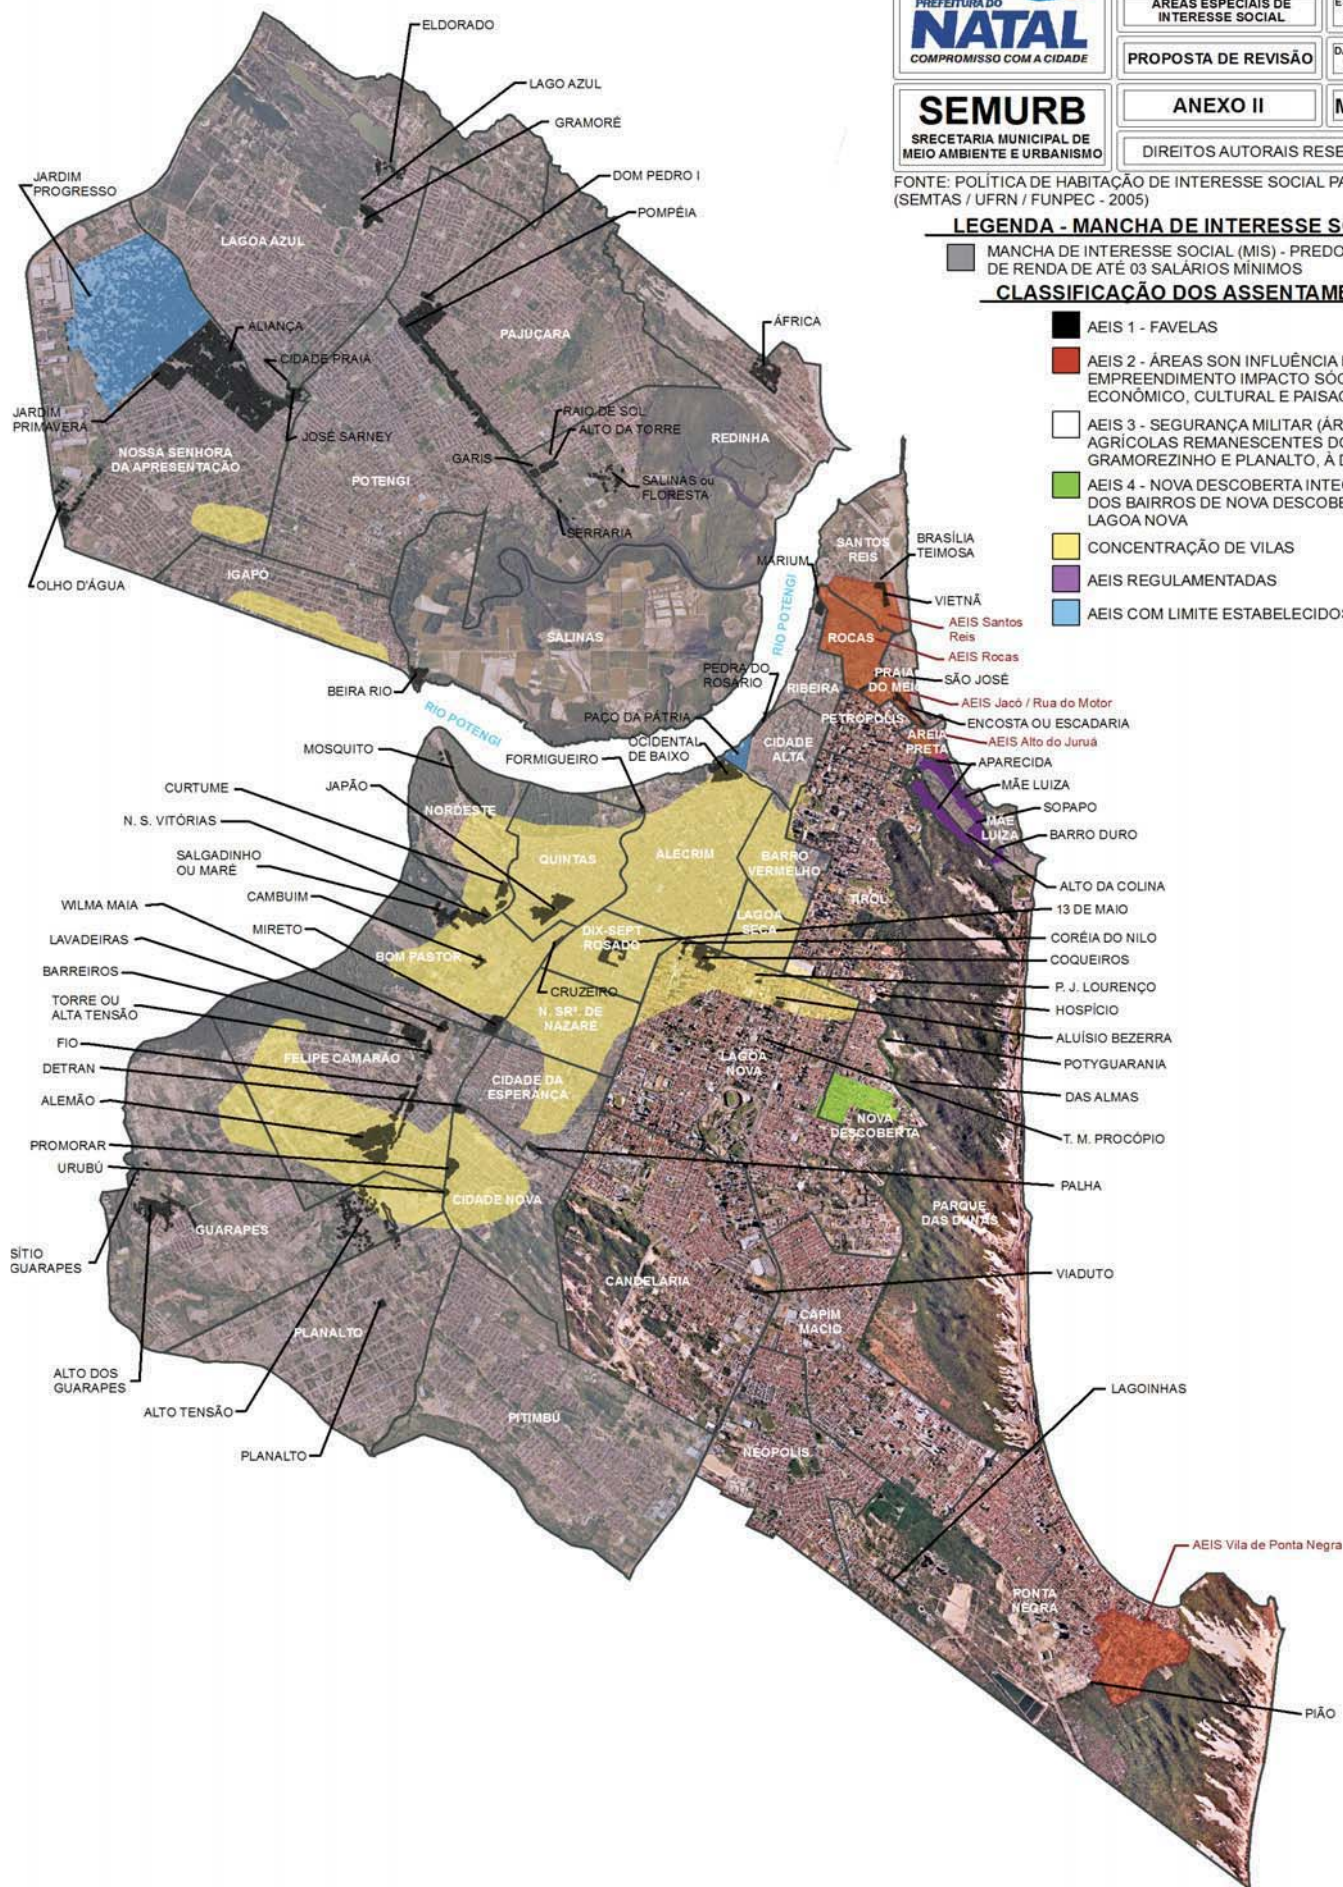 PREFEITURA DO
NATAL
COMPROMISSO COM A CIDADE
ÁREAS ESPECIAIS DE
INTERESSE SOCIAL
PROPOSTA DE REVISÃO
SEMURB
SRECETARIA MUNICIPAL DE
MEIO AMBIENTE E URBANISMO
ANEXO II
DIREITOS AUTORAIS RESE
FONTE: POLÍTICA DE HABITAÇÃO DE INTERESSE SOCIAL PA
(SEMTAS / UFRN / FUNPEC - 2005)
LEGENDA - MANCHA DE INTERESSE S
MANCHA DE INTERESSE SOCIAL (MIS) - PREDO
DE RENDA DE ATÉ 03 SALÁRIOS MÍNIMOS
CLASSIFICAÇÃO DOS ASSENTAM
AEIS 1 - FAVELAS
AEIS 2 - ÁREAS SON INFLUÊNCIA
EMPREENDIMENTO IMPACTO SÓC
ECONÔMICO, CULTURAL E PAISAG
AEIS 3 - SEGURANÇA MILITAR (ÁR
AGRÍCOLAS REMANESCENTES DO
GRAMOREZINHO E PLANALTO, À D
AEIS 4 - NOVA DESCOBERTA INTEG
DOS BAIRROS DE NOVA DESCOBE
LAGOA NOVA
CONCENTRAÇÃO DE VILAS
AEIS REGULAMENTADAS
AEIS COM LIMITE ESTABELECIDOS
ELDORADO
LAGO AZUL
GRAMORÉ
DOM PEDRO I
POMPÉIA
JARDIM
PROGRESSO
LAGOA AZUL
ALIANÇA
CIDADE PRAIA
PAJUÇARA
ÁFRICA
JARDIM
PRIMAVERA
JOSÉ SARNEY
NOSSA SENHORA
DA APRESENTAÇÃO
RAIO DE SOL
ALTO DA TORRE
GARIS
REDINHA
POTENGI
SALINAS ou
FLORESTA
SERRARIA
OLHO D'ÁGUA
IGAPÓ
SALINAS
BEIRA RIO
RIO POTENGI
RIO POTENGI
SANTOS
REIS
BRASÍLIA
TEIMOSA
MARIUM
VIETNÃ
AEIS Santos
Reis
ROCAS
AEIS Rocas
PRAIA
DO MEIO
SÃO JOSÉ
PEDRA DO
ROSÁRIO
RIBEIRA
AEIS Jacó / Rua do Motor
PETRÓPOLIS
ENCOSTA OU ESCADARIA
PAÇO DA PÁTRIA
AREIA
PRETA
AEIS Alto do Juruá
CIDADE
ALTA
OCIDENTAL
DE BAIXO
APARECIDA
MÃE LUIZA
SOPAPO
MÃE
LUIZA
BARRO DURO
ALTO DA COLINA
MOSQUITO
FORMIGUEIRO
CURTUME
JAPÃO
N. S. VITÓRIAS
NORDESTE
QUINTAS
ALECRIM
BARRO
VERMELHO
SALGADINHO
OU MARÉ
CAMBUIM
TIROL
WILMA MAIA
MIRETO
LAGOA
SECA
13 DE MAIO
LAVADEIRAS
DIX-SEPT
ROSADO
CORÉIA DO NILO
BOM PASTOR
COQUEIROS
BARREIROS
CRUZEIRO
P. J. LOURENÇO
TORRE OU
ALTA TENSÃO
N. SRª. DE
NAZARÉ
HOSPÍCIO
ALUÍSIO BEZERRA
FIO
FELIPE CAMARÃO
LAGOA
NOVA
POTYGUARANIA
DETRAN
CIDADE DA
ESPERANÇA
DAS ALMAS
ALEMÃO
NOVA
DESCOBERTA
T. M. PROCÓPIO
PROMORAR
URUBÚ
PALHA
CIDADE NOVA
PARQUE
DAS DUNAS
GUARAPES
SÍTIO
GUARAPES
CANDELÁRIA
VIADUTO
CAPIM
MACIO
PLANALTO
ALTO DOS
GUARAPES
ALTO TENSÃO
PITIMBÚ
LAGOINHAS
PLANALTO
NEÓPOLIS
AEIS Vila de Ponta Negra
PONTA
NEGRA
PIÃO